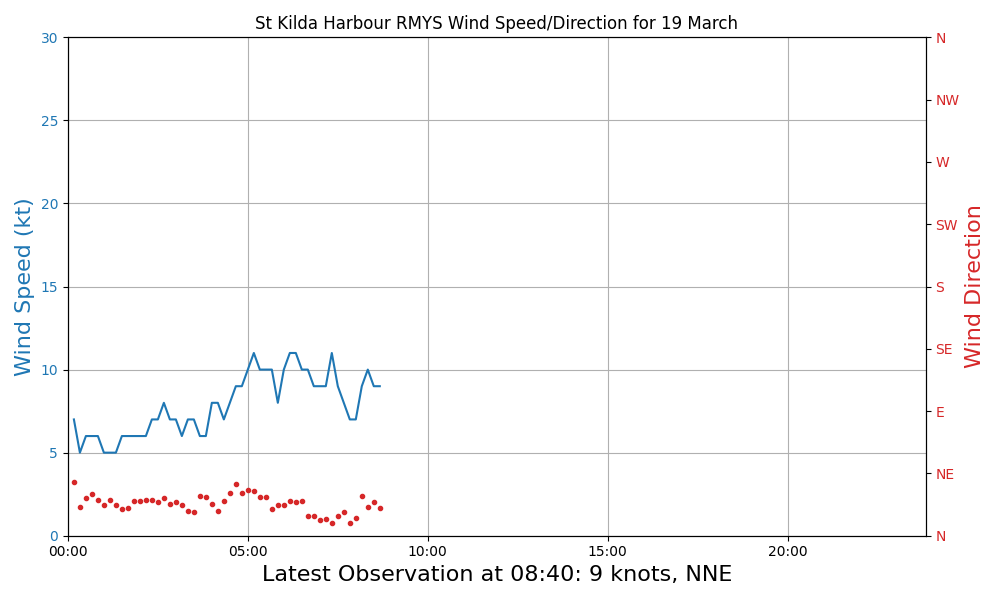 St Kilda Harbour RMYS Wind Speed/Direction for 19 March
30
25
20
15
10
5
0
Wind Speed (kt)
N
NW
W
SW
S
SE
E
NE
N
Wind Direction
00:00 05:00 10:00 15:00 20:00
Latest Observation at 08:40: 9 knots, NNE